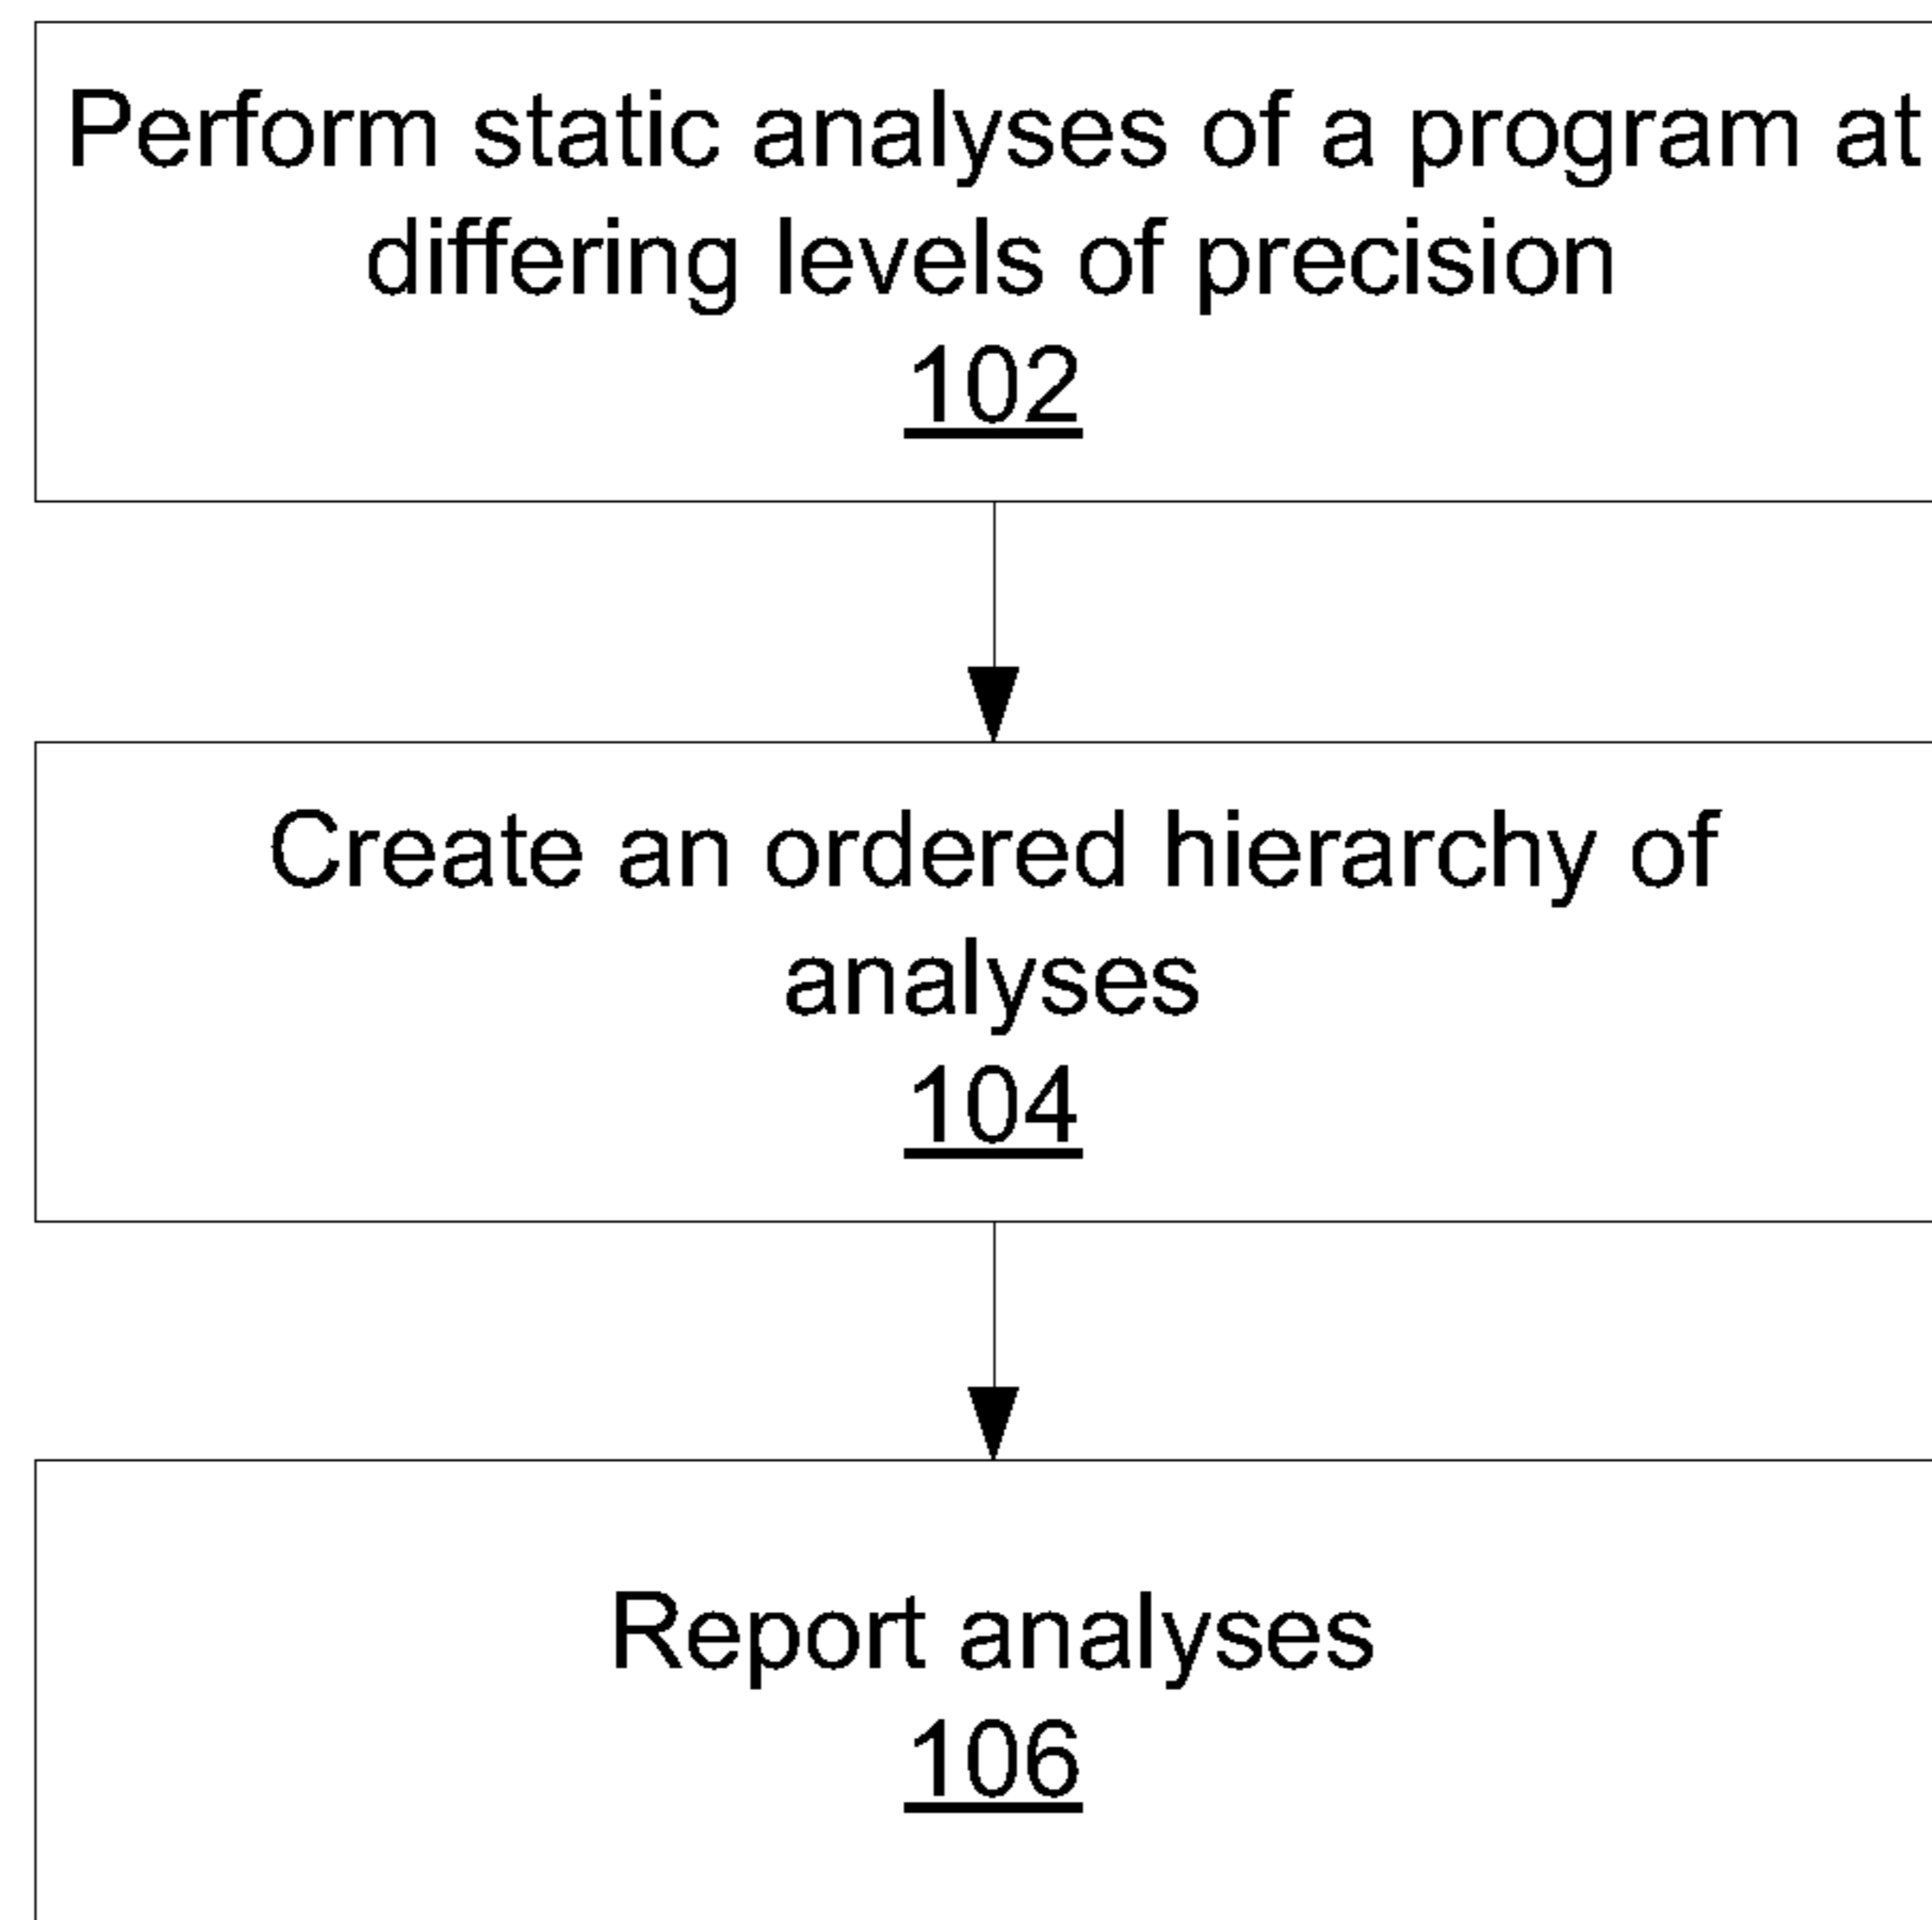 Perform static analyses of a program at
differing levels of precision
102
Create an ordered hierarchy of
analyses
104
Report analyses
106